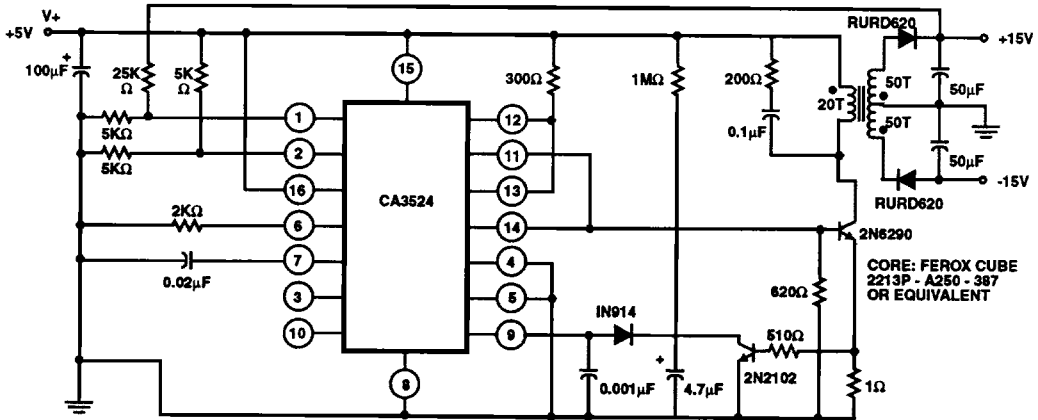 V+
+5V
RURD620
+15V
100µF
+
25K
Ω
5K
Ω
15
300Ω
1MΩ
200Ω
20T
50T
50T
50µF
5KΩ
1
12
0.1µF
5KΩ
2
11
50µF
16
CA3524
13
-15V
RURD620
2KΩ
6
14
2N6290
7
4
CORE: FEROX CUBE
2213P - A250 - 387
OR EQUIVALENT
0.02µF
620Ω
3
5
IN914
10
9
510Ω
+
2N2102
8
0.001µF
4.7µF
1Ω